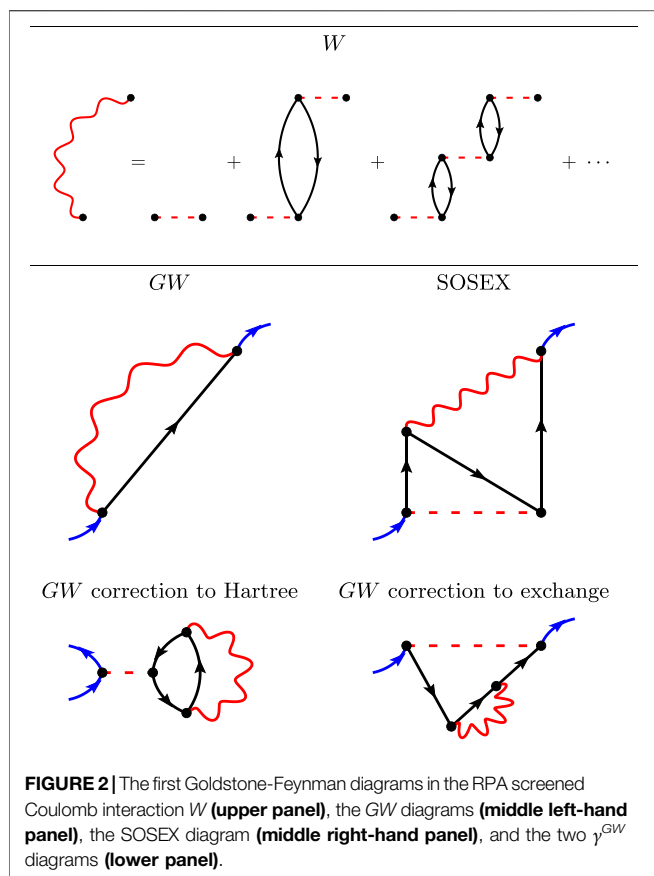 W
= + + + ···
GW SOSEX
GW correction to Hartree GW correction to exchange
FIGURE 2 | The first Goldstone-Feynman diagrams in the RPA screened
Coulomb interaction W (upper panel), the GW diagrams (middle left-hand
panel), the SOSEX diagram (middle right-hand panel), and the two γ^GW
diagrams (lower panel).